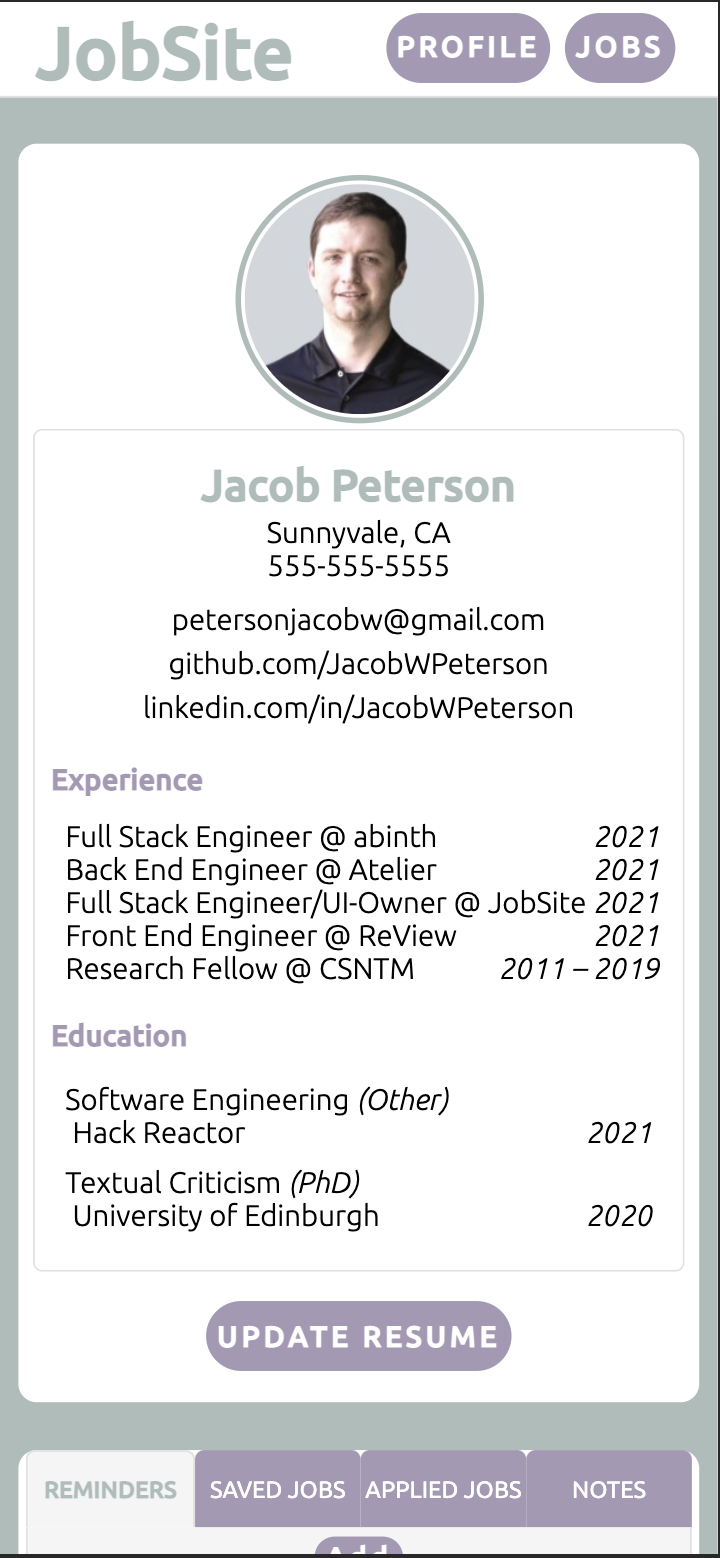 JobSite PROFILE JOBS
Jacob Peterson
Sunnyvale, CA
555-555-5555
petersonjacobw@gmail.com
github.com/JacobWPeterson
linkedin.com/in/JacobWPeterson
Experience
Full Stack Engineer @ abinth 2021
Back End Engineer @ Atelier 2021
Full Stack Engineer/UI-Owner @ JobSite 2021
Front End Engineer @ ReView 2021
Research Fellow @ CSNTM 2011 – 2019
Education
Software Engineering (Other)
Hack Reactor 2021
Textual Criticism (PhD)
University of Edinburgh 2020
UPDATE RESUME
REMINDERS SAVED JOBS APPLIED JOBS NOTES
Add